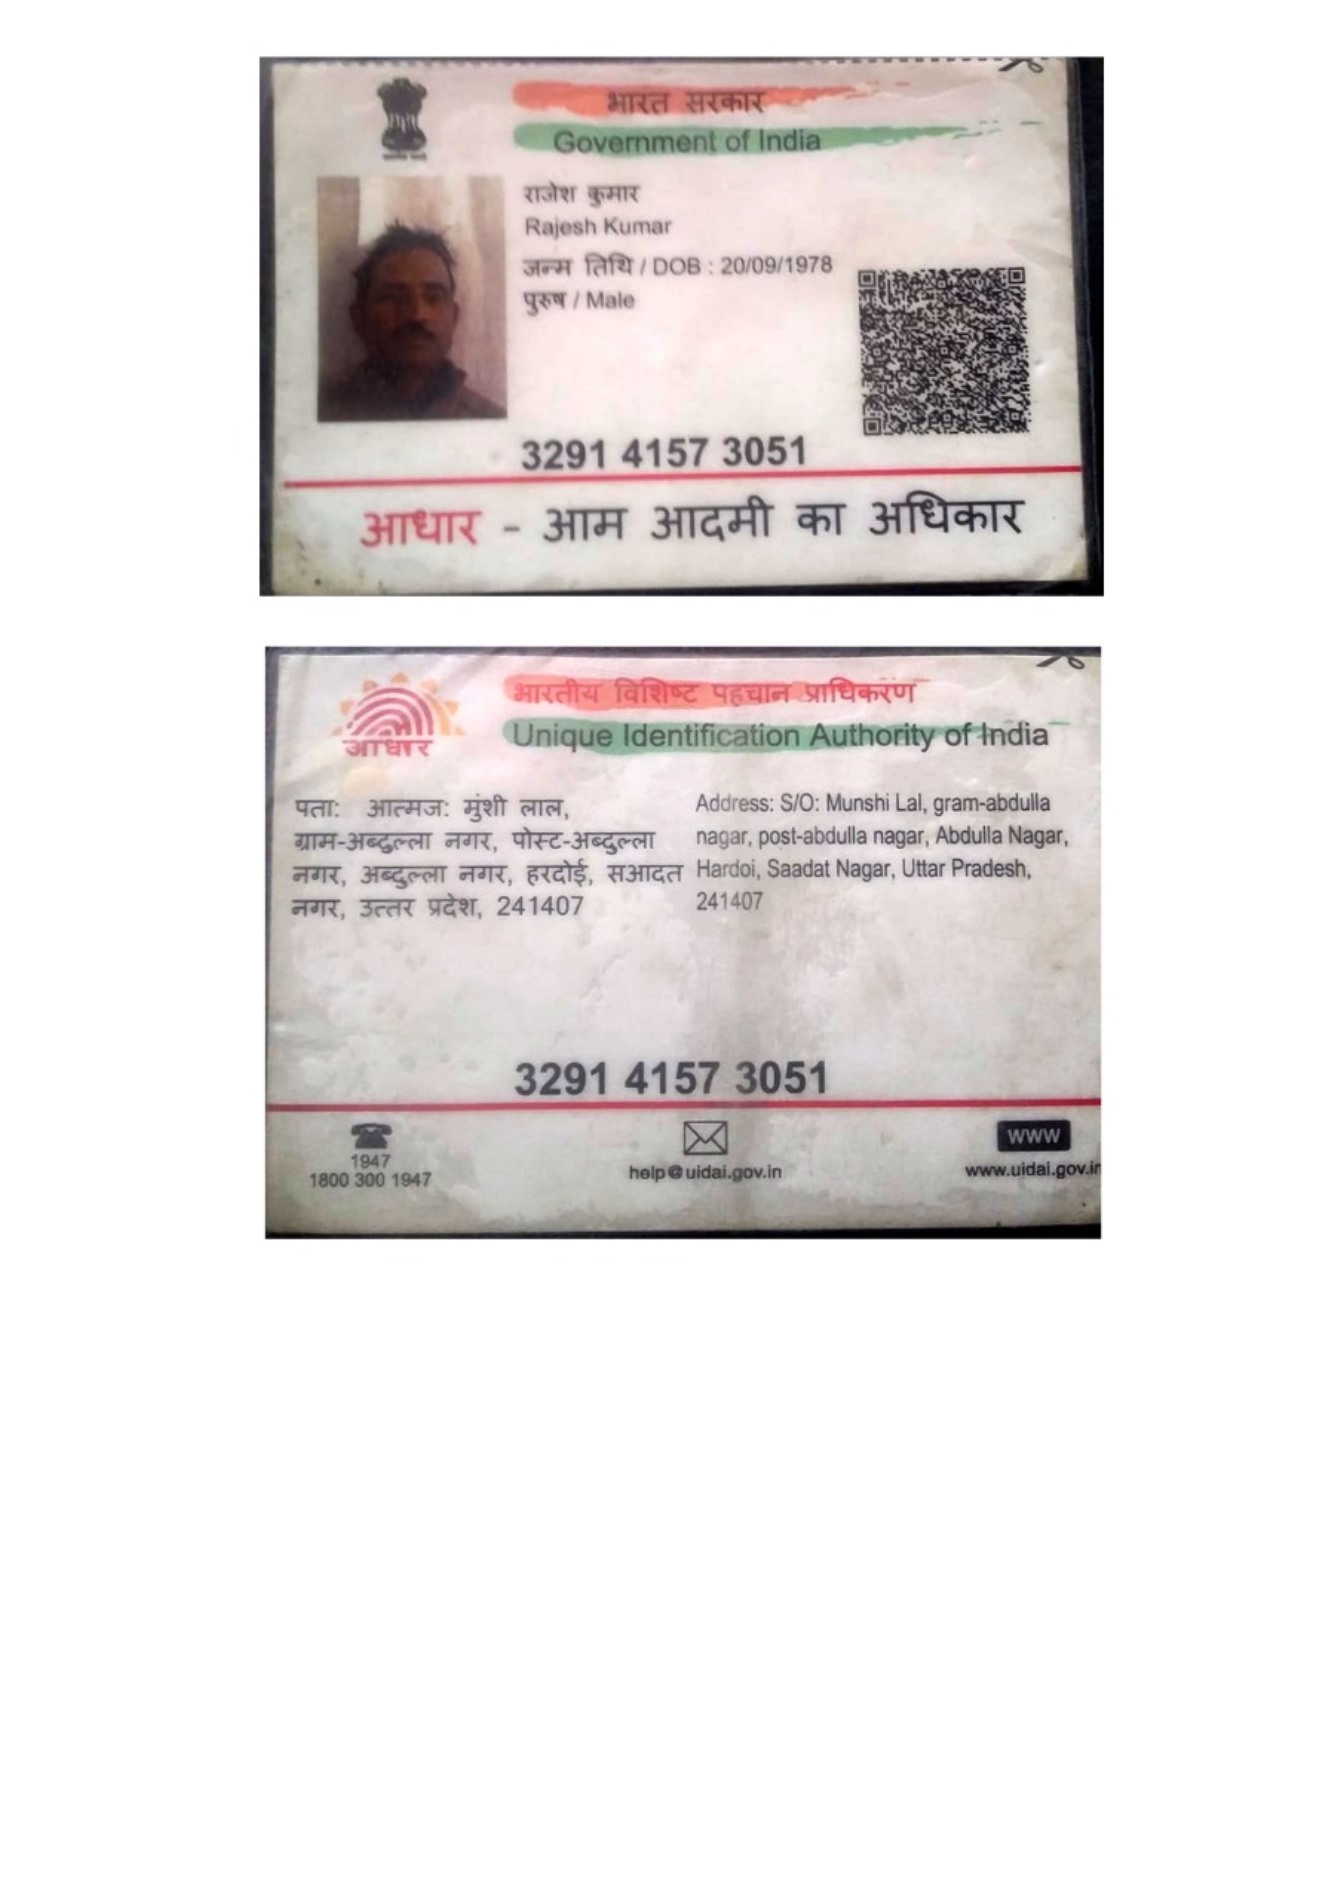 भारत सरकार
Government of India
राजेश कुमार
Rajesh Kumar
जन्म तिथि / DOB : 20/09/1978
पुरुष / Male
3291 4157 3051
आधार - आम आदमी का अधिकार
भारतीय विशिष्ट पहचान प्राधिकरण
Unique Identification Authority of India
आधार
पता: आत्मज: मुंशी लाल,
ग्राम-अब्दुल्ला नगर, पोस्ट-अब्दुल्ला
नगर, अब्दुल्ला नगर, हरदोई, सआदत
नगर, उत्तर प्रदेश, 241407
Address: S/O: Munshi Lal, gram-abdulla
nagar, post-abdulla nagar, Abdulla Nagar,
Hardoi, Saadat Nagar, Uttar Pradesh,
241407
3291 4157 3051
1947
1800 300 1947
help@uidai.gov.in
WWW
www.uidai.gov.in